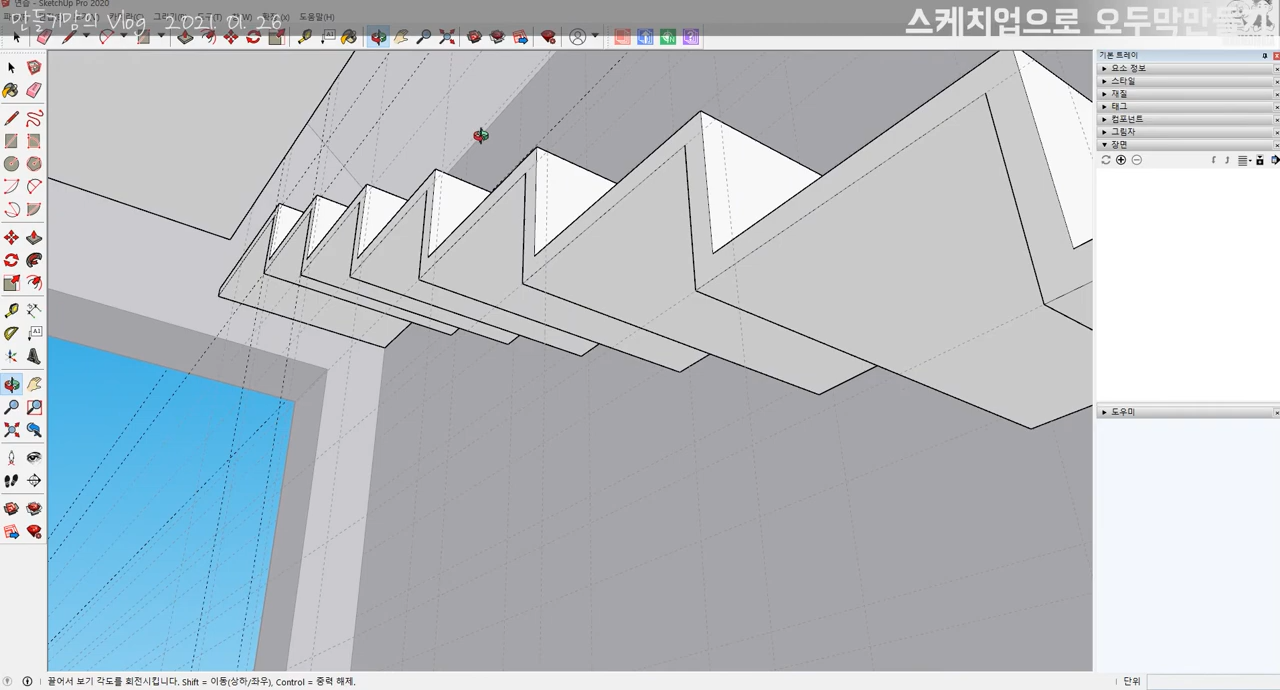 연습 - SketchUp Pro 2020
만들기맘의 Vlog 2021.01.26
스케치업으로 오두막만들기
도움말(H)
기본 트레이
요소 정보
스타일
재질
태그
컴포넌트
그림자
장면
도우미
끌어서 보기 각도를 회전시킵니다. Shift = 이동(상하/좌우), Control = 중력 해제.
단위